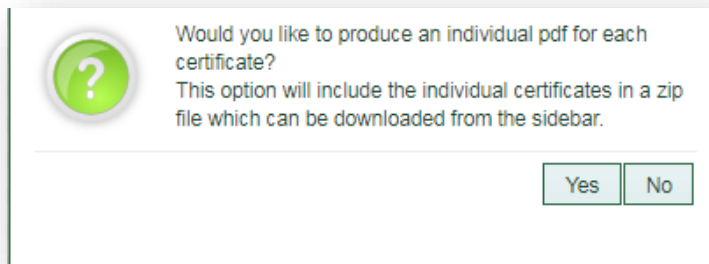 ?
Would you like to produce an individual pdf for each
certificate?
This option will include the individual certificates in a zip
file which can be downloaded from the sidebar.
Yes No